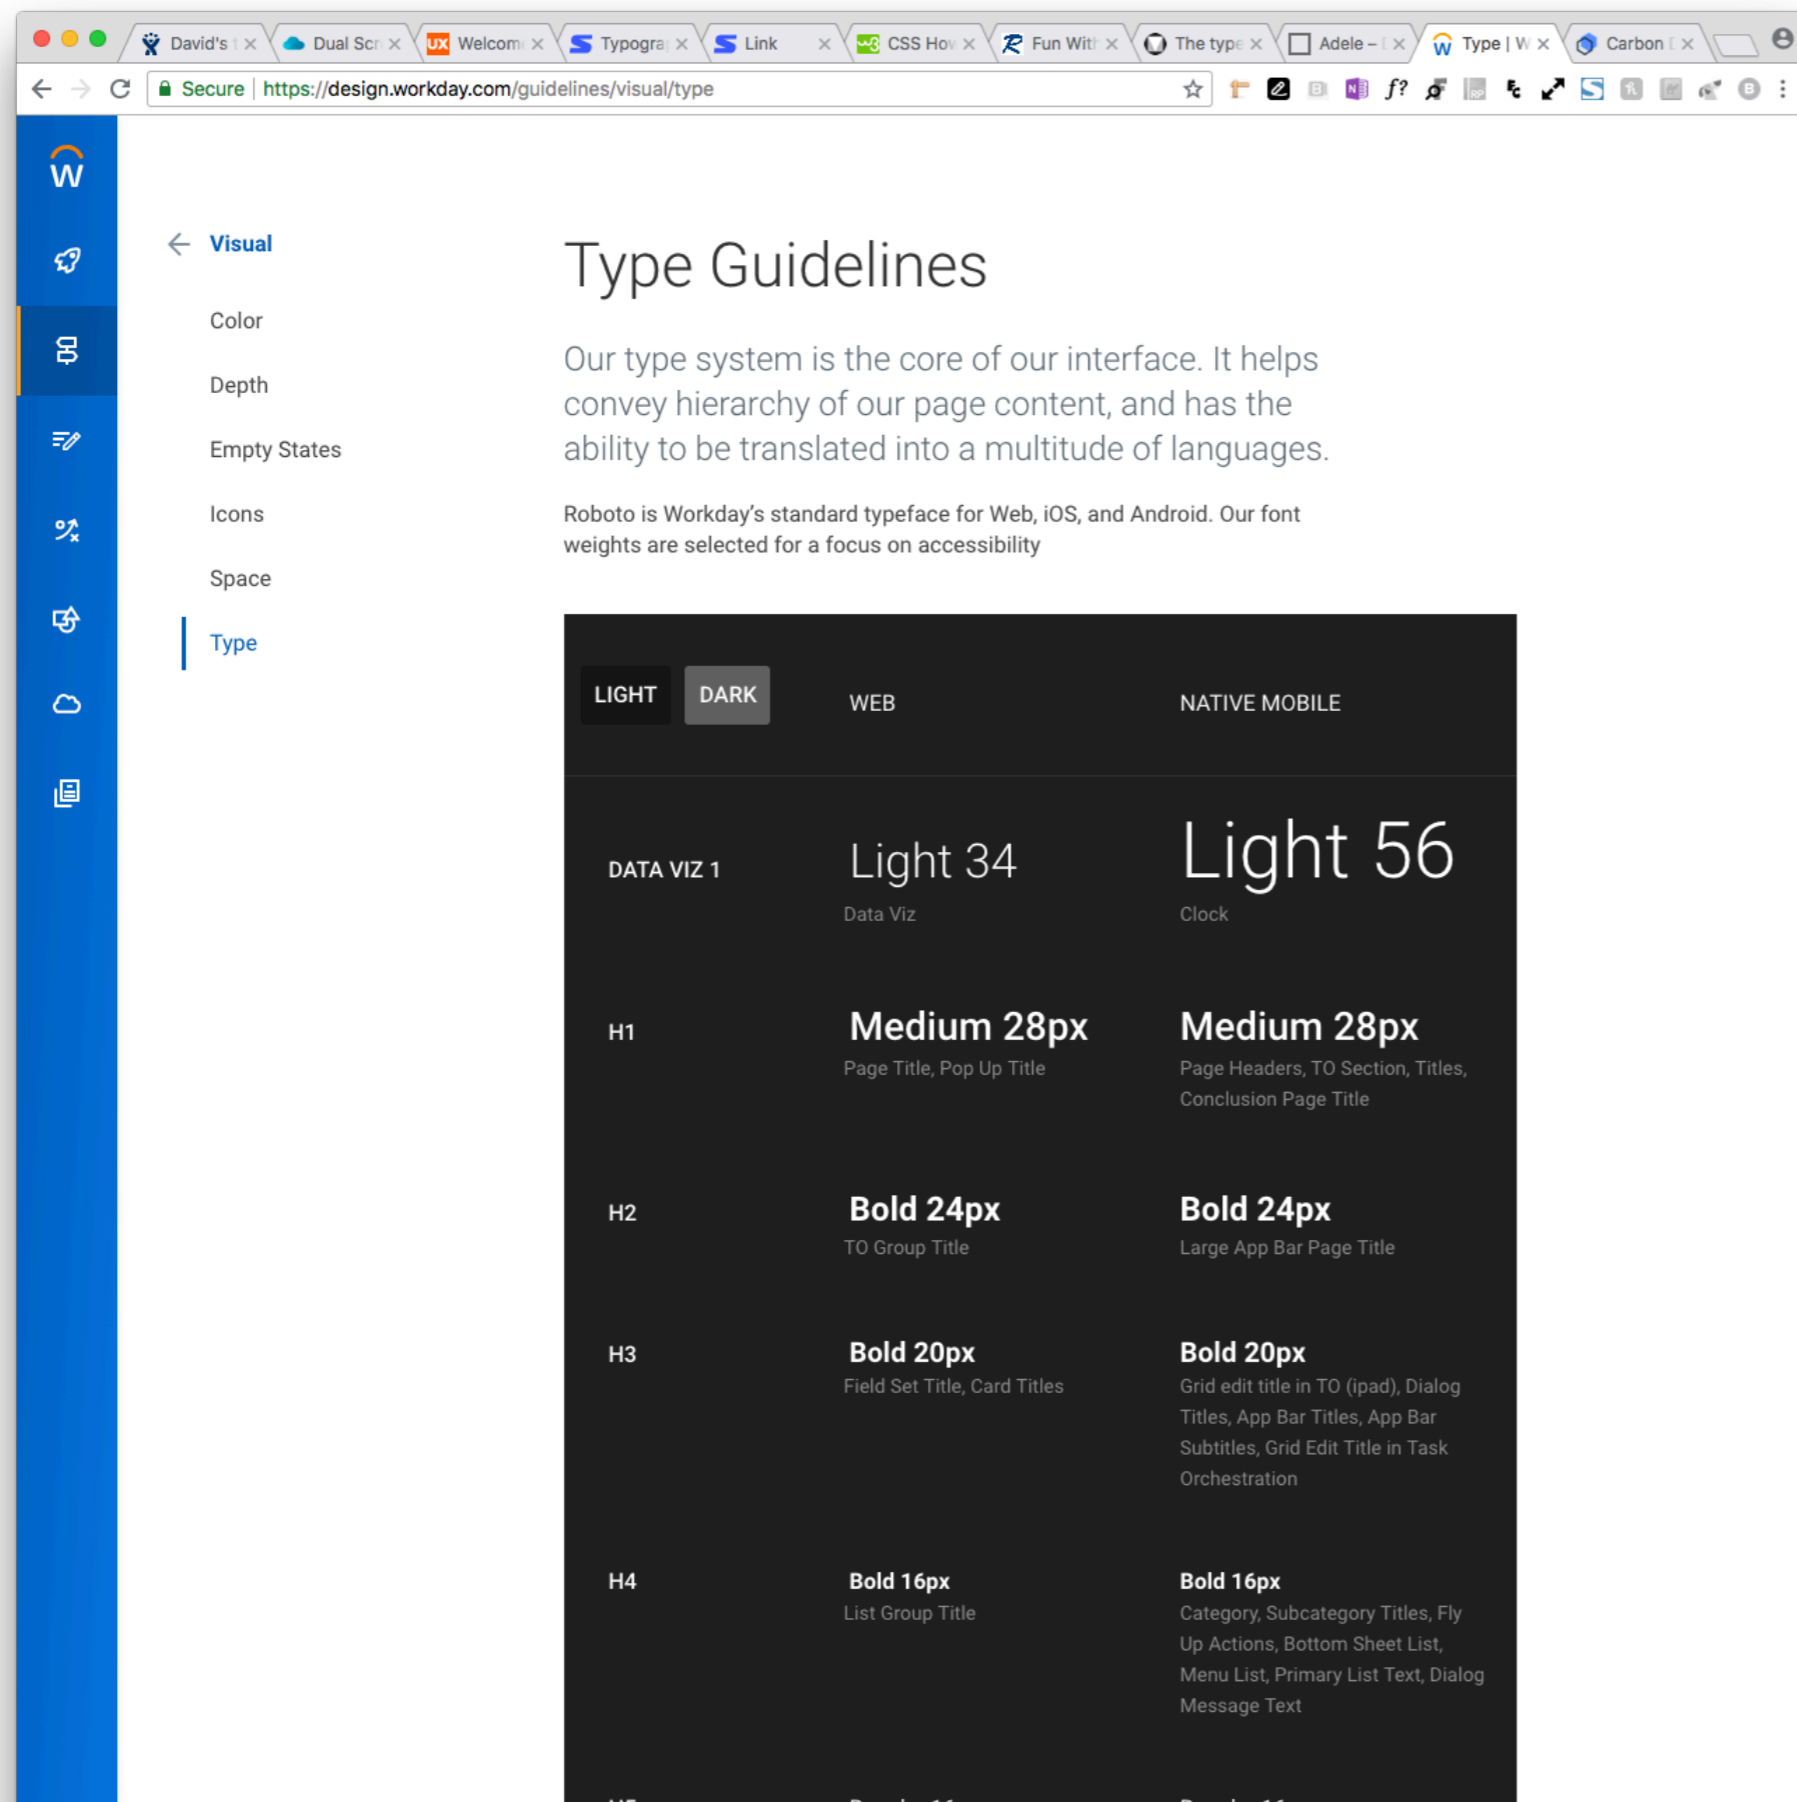 David's
Dual Scr
UX Welcom
Typogra
Link
CSS How
Fun With
The type
Adele –
Type | W
Carbon
Secure | https://design.workday.com/guidelines/visual/type
Visual
Color
Depth
Empty States
Icons
Space
Type
Type Guidelines
Our type system is the core of our interface. It helps
convey hierarchy of our page content, and has the
ability to be translated into a multitude of languages.
Roboto is Workday’s standard typeface for Web, iOS, and Android. Our font
weights are selected for a focus on accessibility
LIGHT DARK WEB NATIVE MOBILE
DATA VIZ 1 Light 34 Light 56
Data Viz Clock
H1 Medium 28px Medium 28px
Page Title, Pop Up Title Page Headers, TO Section, Titles,
Conclusion Page Title
H2 Bold 24px Bold 24px
TO Group Title Large App Bar Page Title
H3 Bold 20px Bold 20px
Field Set Title, Card Titles Grid edit title in TO (ipad), Dialog
Titles, App Bar Titles, App Bar
Subtitles, Grid Edit Title in Task
Orchestration
H4 Bold 16px Bold 16px
List Group Title Category, Subcategory Titles, Fly
Up Actions, Bottom Sheet List,
Menu List, Primary List Text, Dialog
Message Text